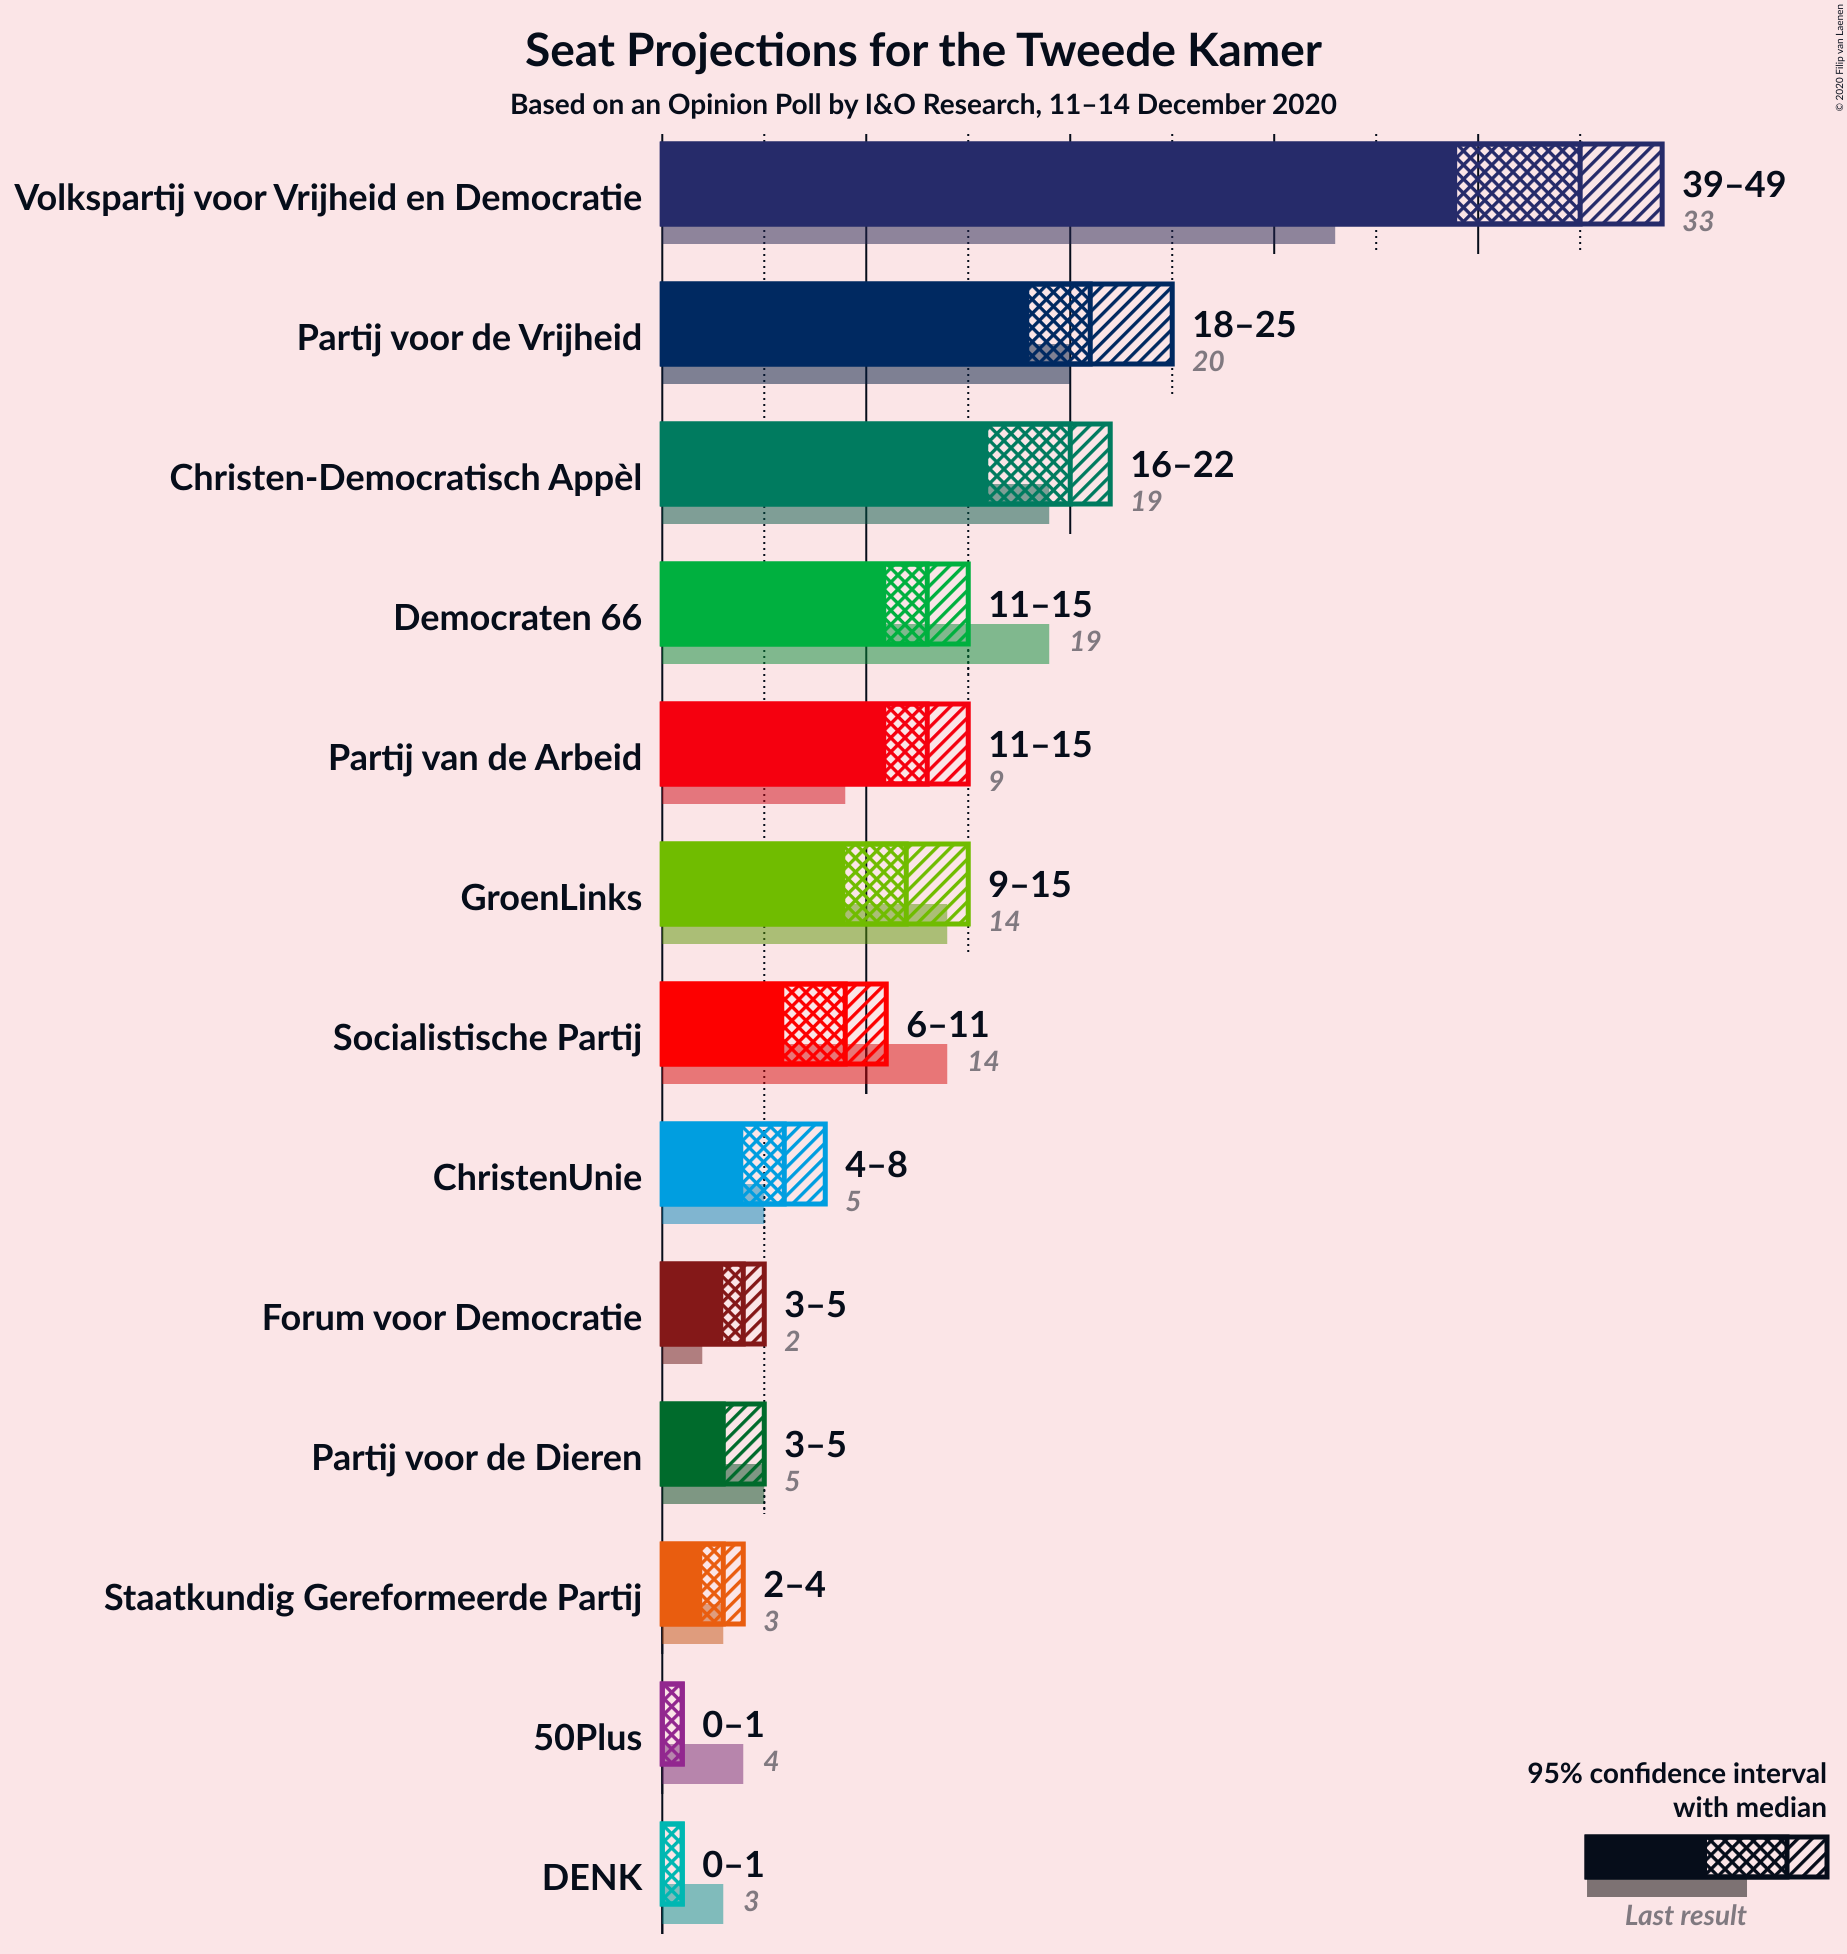 Seat Projections for the Tweede Kamer
Based on an Opinion Poll by I&O Research, 11–14 December 2020
© 2020 Filip van Laenen
Volkspartij voor Vrijheid en Democratie
39–49
33
Partij voor de Vrijheid
18–25
20
Christen-Democratisch Appèl
16–22
19
Democraten 66
11–15
19
Partij van de Arbeid
11–15
9
GroenLinks
9–15
14
Socialistische Partij
6–11
14
ChristenUnie
4–8
5
Forum voor Democratie
3–5
2
Partij voor de Dieren
3–5
5
Staatkundig Gereformeerde Partij
2–4
3
50Plus
0–1
4
DENK
0–1
3
95% confidence interval
with median
Last result